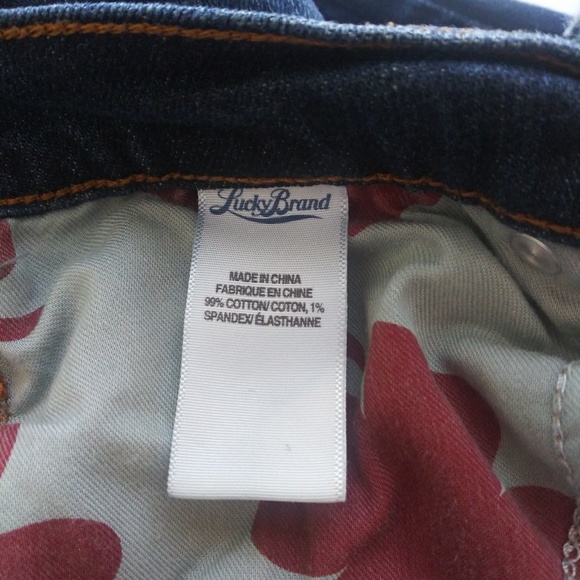 Lucky Brand
MADE IN CHINA
FABRIQUE EN CHINE
99% COTTON/ COTON, 1%
SPANDEX/ ÉLASTHANNE